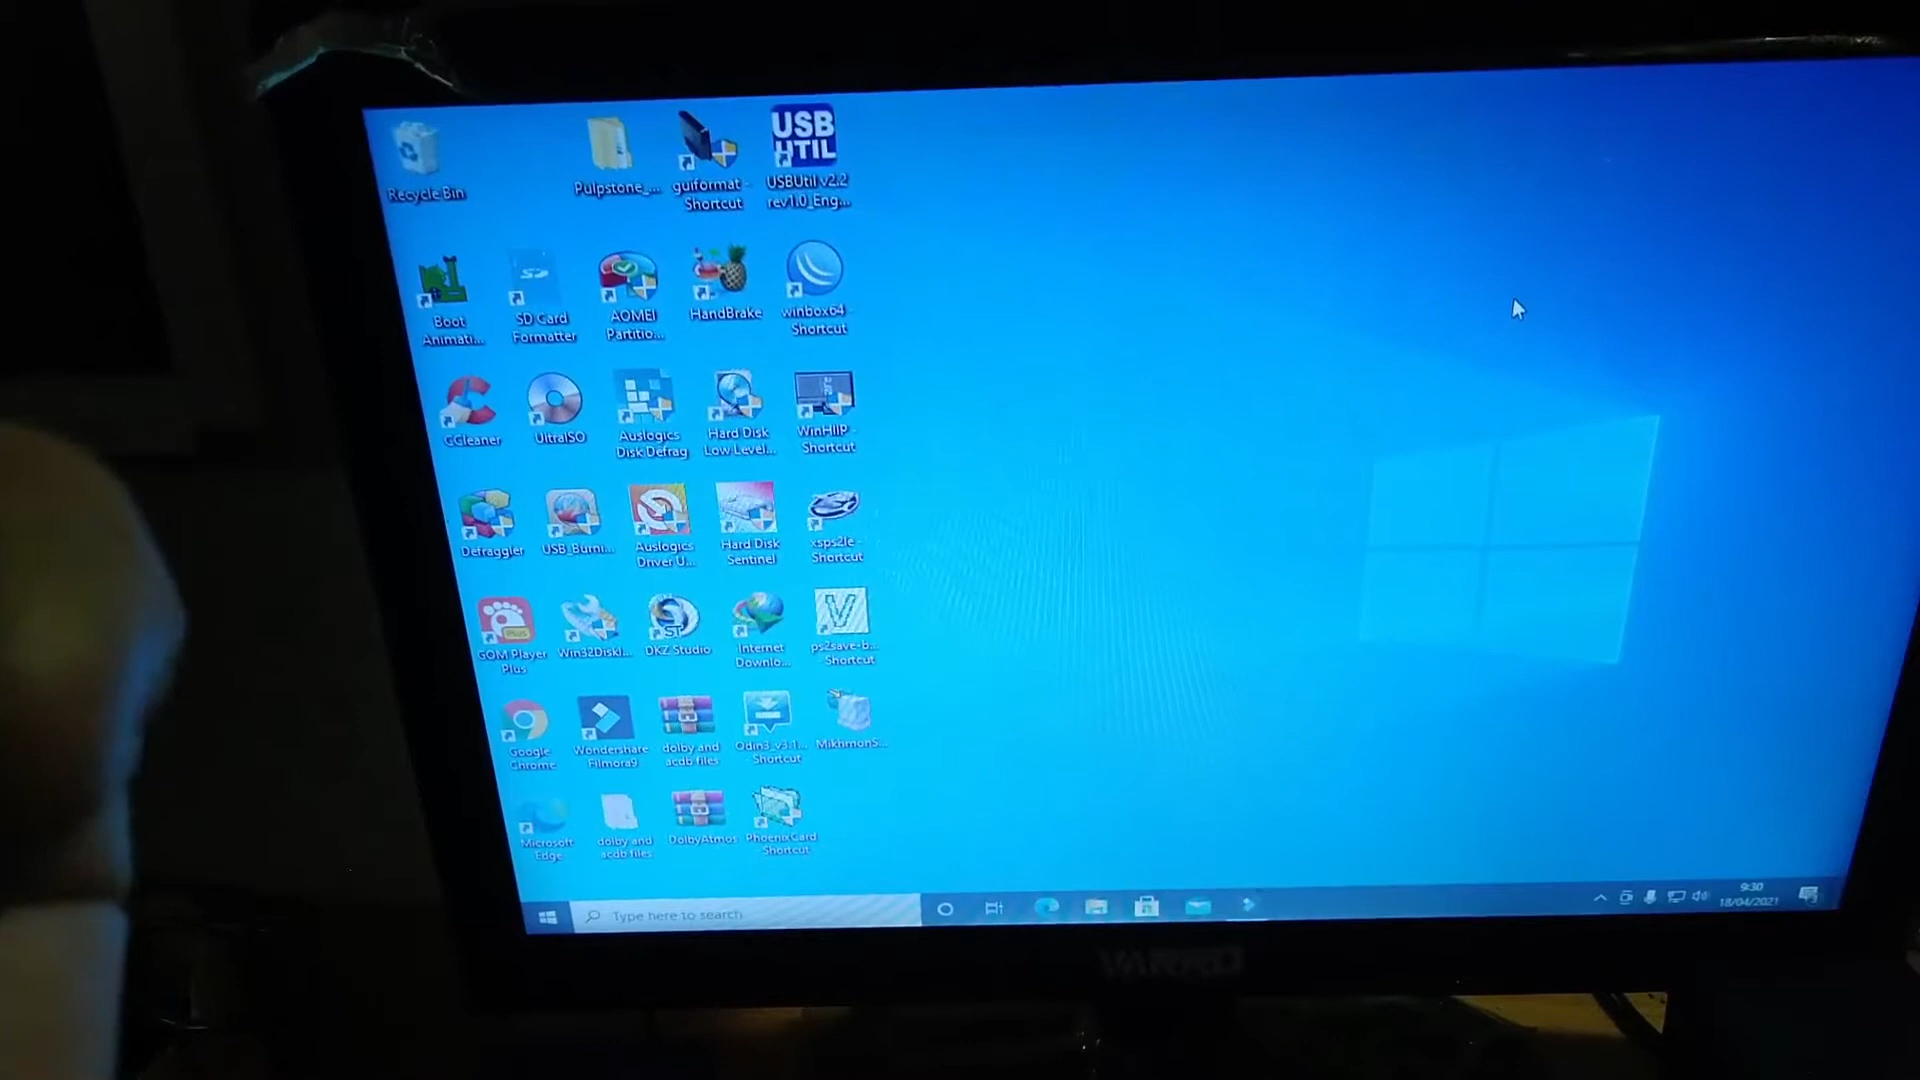 Recycle Bin
Pulpstone_...
guiformat -
Shortcut
USB
UTIL
USBUtil v2.2
rev1.0_Eng...
Boot
Animati...
SD
SD Card
Formatter
AOMEI
Partitio...
HandBrake
winbox64 -
Shortcut
CCleaner
UltraISO
Auslogics
Disk Defrag
Hard Disk
Low Level...
WinHIIP -
Shortcut
Defraggler
USB_Burni...
Auslogics
Driver U...
Hard Disk
Sentinel
xsps2le -
Shortcut
Plus
GOM Player
Plus
Win32DiskI...
ST
DKZ Studio
Internet
Downlo...
V
ps2save-b...
- Shortcut
Google
Chrome
Wondershare
Filmora9
dolby and
acdb files
Odin3_v3.1...
- Shortcut
MikhmonS...
Microsoft
Edge
dolby and
acdb files
DolbyAtmos
PhoenixCard
- Shortcut
Type here to search
9:30
18/04/2021